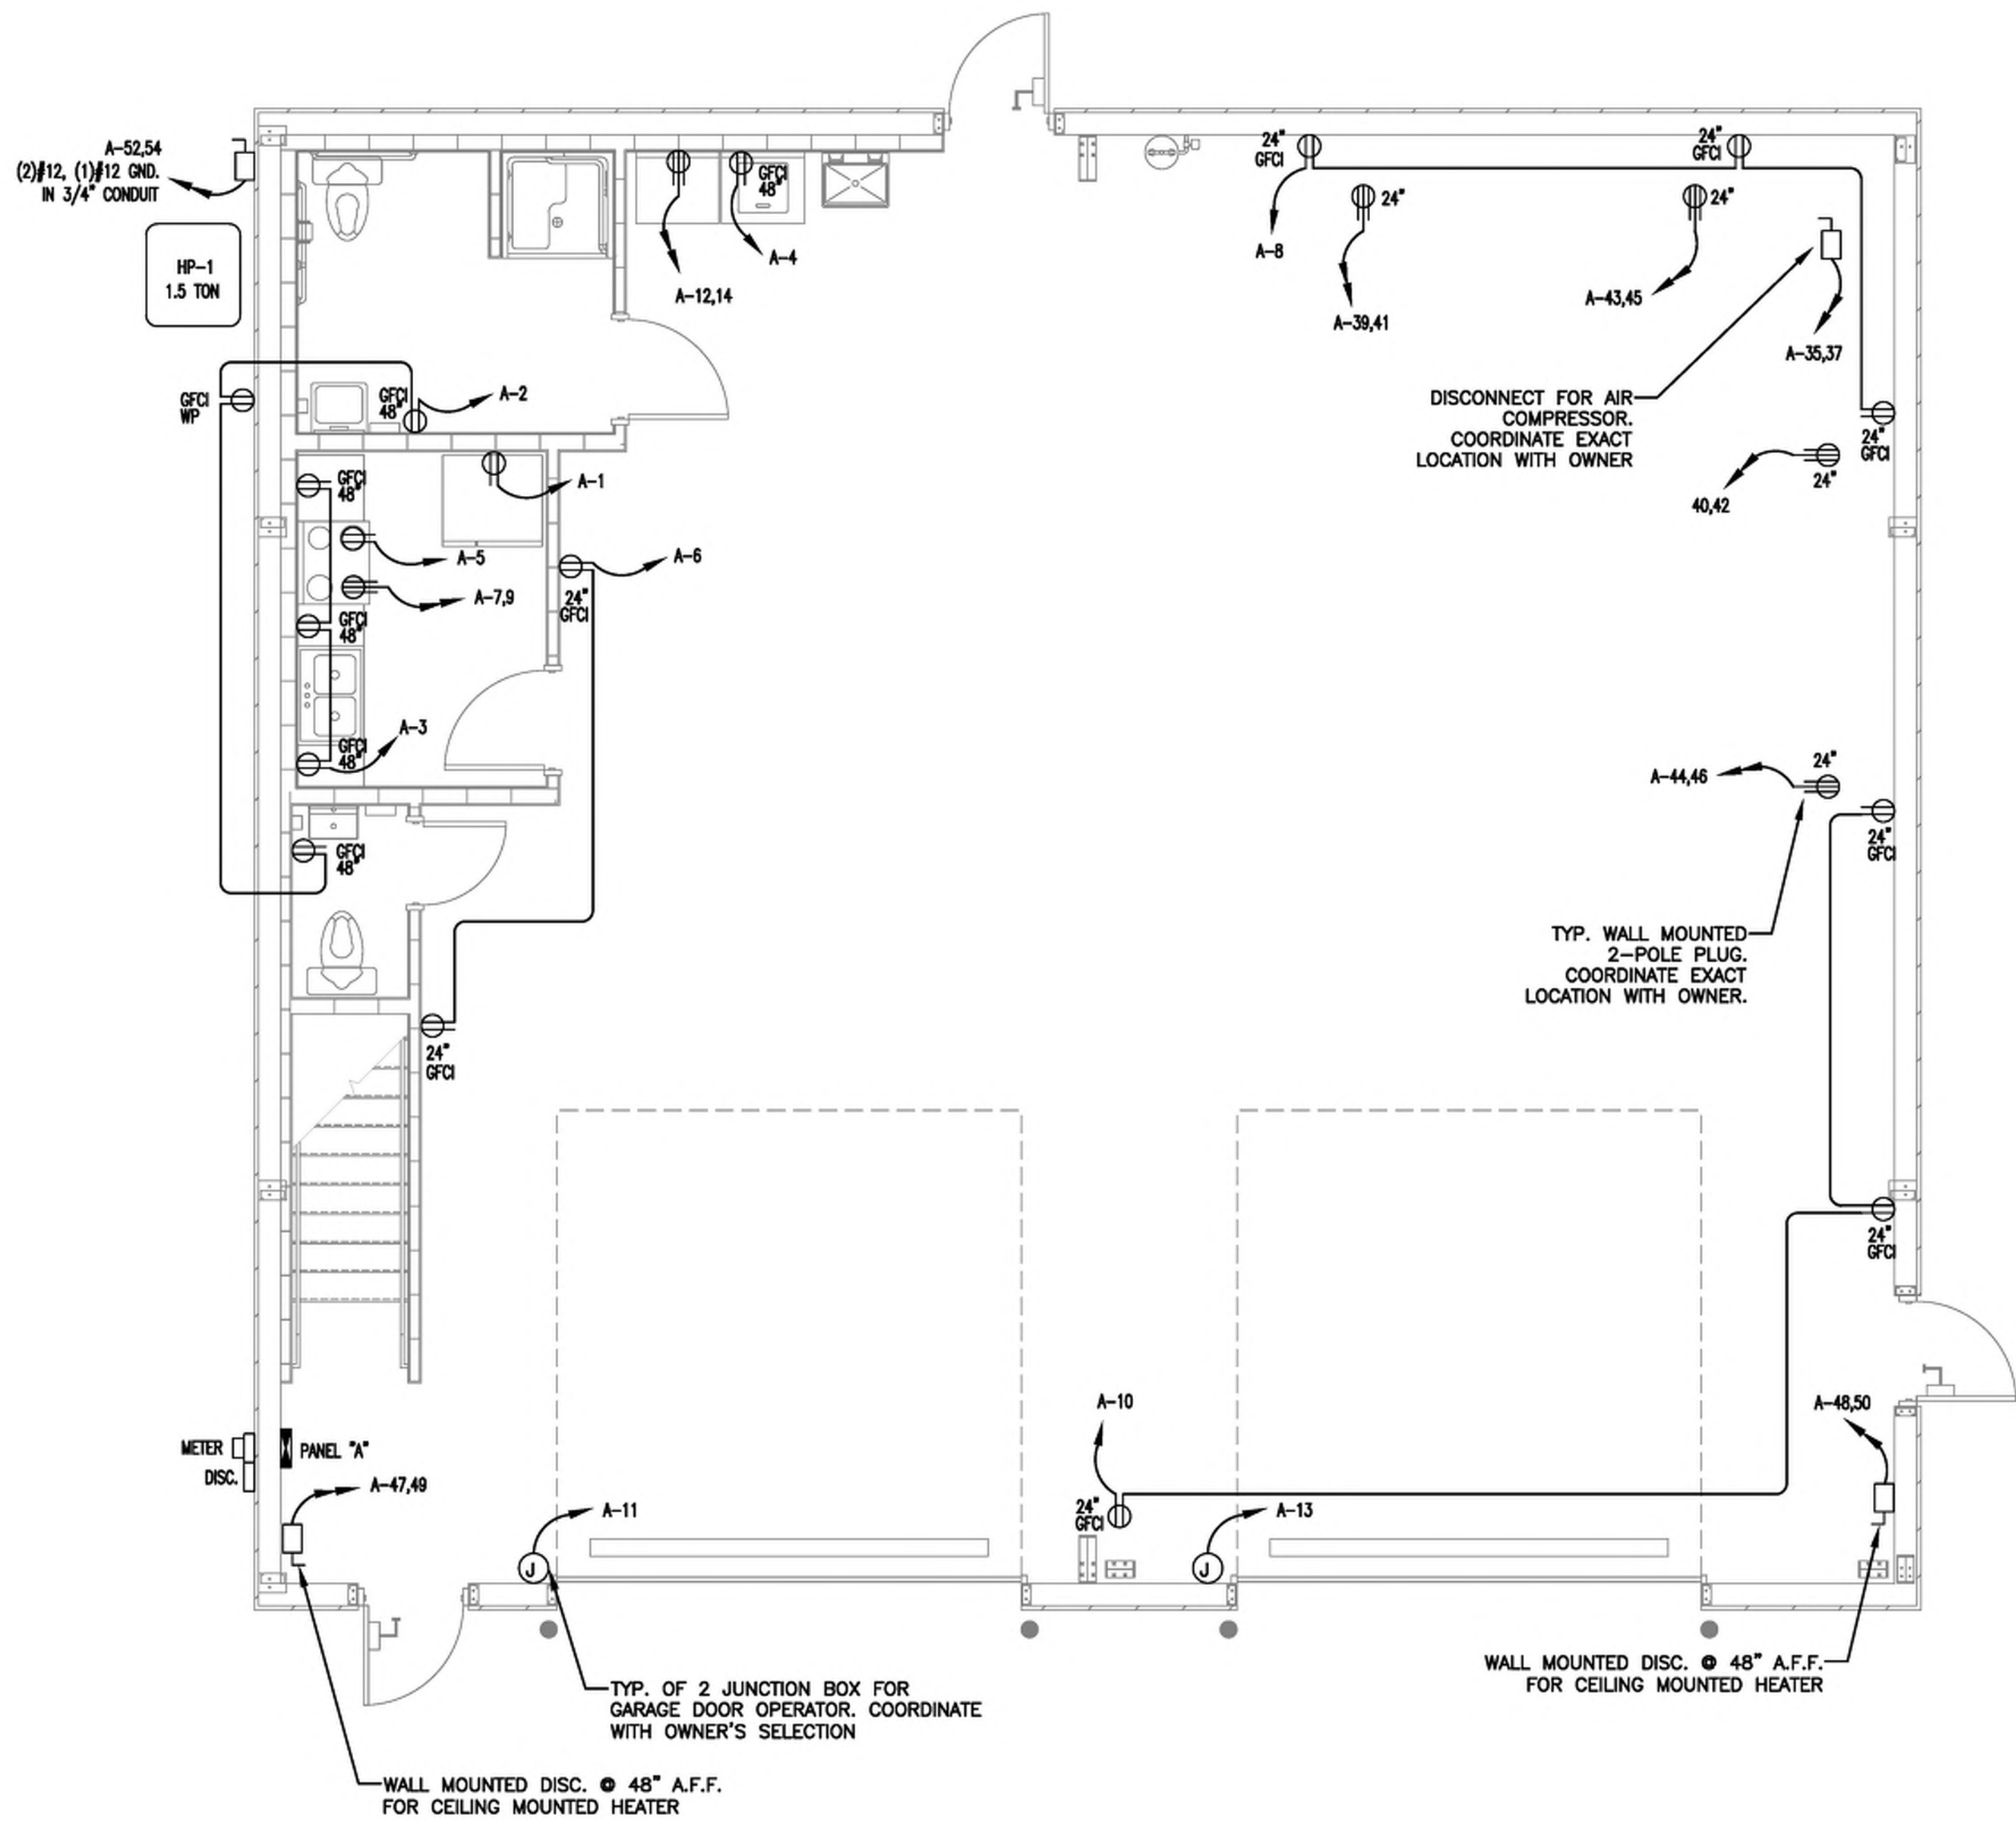 A-52,54
(2)#12, (1)#12 GND.
IN 3/4" CONDUIT
HP-1
1.5 TON
GFCI
48"
A-4
A-12,14
24"
GFCI
A-8
24"
GFCI
24"
A-39,41
24"
A-43,45
A-35,37
DISCONNECT FOR AIR
COMPRESSOR.
COORDINATE EXACT
LOCATION WITH OWNER
24"
GFCI
24"
40,42
GFCI
WP
GFCI
48"
A-2
GFCI
48"
A-1
A-5
A-7,9
A-6
24"
GFCI
GFCI
48"
A-3
GFCI
48"
GFCI
48"
24"
GFCI
A-44,46
24"
24"
GFCI
TYP. WALL MOUNTED
2-POLE PLUG.
COORDINATE EXACT
LOCATION WITH OWNER.
24"
GFCI
METER
DISC.
PANEL "A"
A-47,49
A-11
J
A-10
24"
GFCI
A-13
J
A-48,50
WALL MOUNTED DISC. @ 48" A.F.F.
FOR CEILING MOUNTED HEATER
TYP. OF 2 JUNCTION BOX FOR
GARAGE DOOR OPERATOR. COORDINATE
WITH OWNER'S SELECTION
WALL MOUNTED DISC. @ 48" A.F.F.
FOR CEILING MOUNTED HEATER